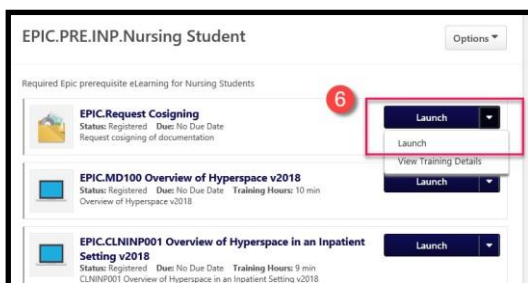 EPIC.PRE.INP.Nursing Student
Options
Required Epic prerequisite eLearning for Nursing Students
6
EPIC.Request Cosigning
Launch
Status: Registered Due: No Due Date
Request cosigning of documentation
Launch
View Training Details
EPIC.MD100 Overview of Hyperspace v2018
Launch
Status: Registered Due: No Due Date Training Hours: 10 min
Overview of Hyperspace v2018
EPIC.CLNINP001 Overview of Hyperspace in an Inpatient
Setting v2018
Launch
Status: Registered Due: No Due Date Training Hours: 9 min
CLNINP001 Overview of Hyperspace in an Inpatient Setting v2018